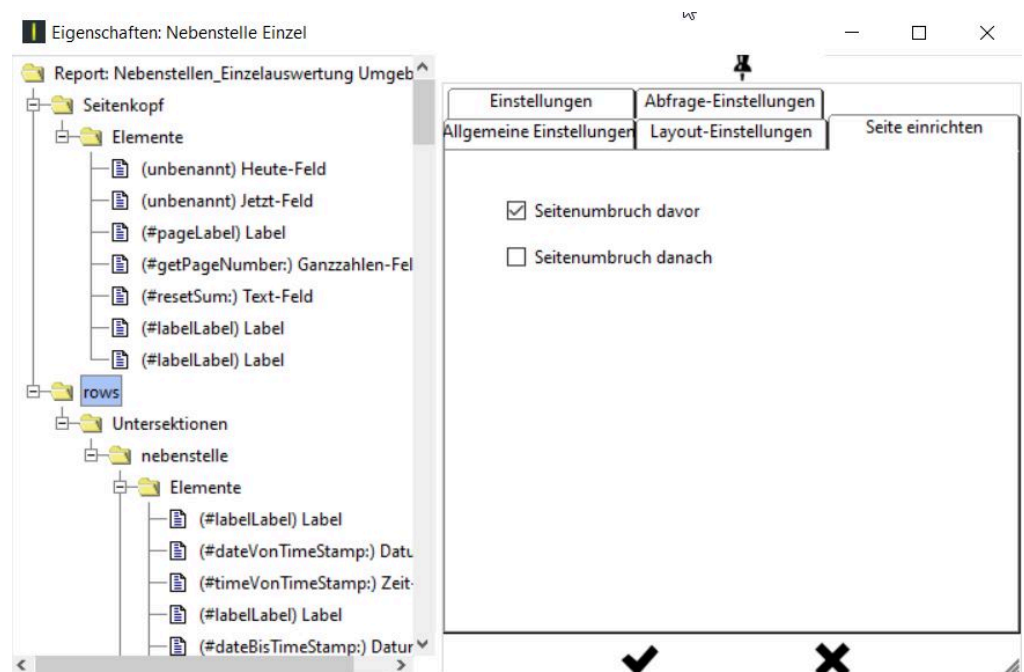 Eigenschaften: Nebenstelle Einzel
Report: Nebenstellen_Einzelauswertung Umgeb
Seitenkopf
Elemente
(unbenannt) Heute-Feld
(unbenannt) Jetzt-Feld
(#pageLabel) Label
(#getPageNumber:) Ganzzahlen-Fel
(#resetSum:) Text-Feld
(#labelLabel) Label
(#labelLabel) Label
rows
Untersektionen
nebenstelle
Elemente
(#labelLabel) Label
(#dateVonTimeStamp:) Datu
(#timeVonTimeStamp:) Zeit-
(#labelLabel) Label
(#dateBisTimeStamp:) Datur
Einstellungen
Abfrage-Einstellungen
Allgemeine Einstellungen
Layout-Einstellungen
Seite einrichten
Seitenumbruch davor
Seitenumbruch danach